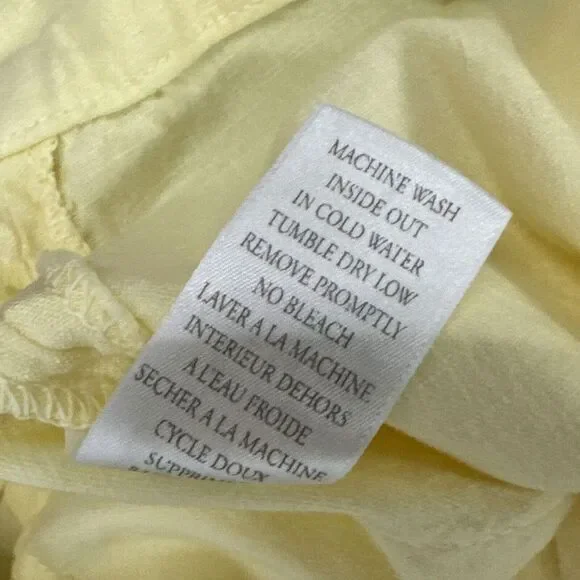 MACHINE WASH
INSIDE OUT
IN COLD WATER
TUMBLE DRY LOW
REMOVE PROMPTLY
NO BLEACH
LAVER A LA MACHINE
INTERIEUR DEHORS
A LEAU FROIDE
SECHER A LA MACHINE
CYCLE DOUX